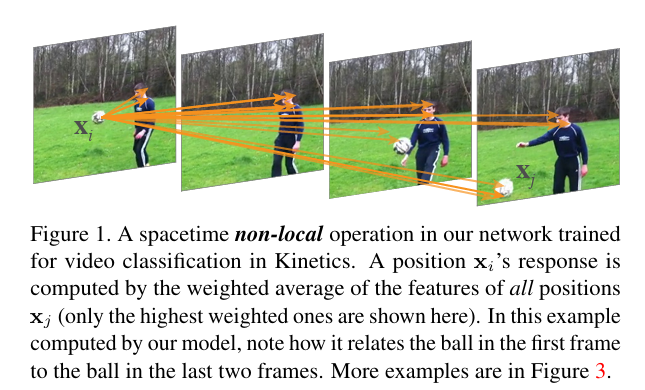 x_i
x_j
Figure 1. A spacetime non-local operation in our network trained
for video classification in Kinetics. A position x_i's response is
computed by the weighted average of the features of all positions
x_j (only the highest weighted ones are shown here). In this example
computed by our model, note how it relates the ball in the first frame
to the ball in the last two frames. More examples are in Figure 3.